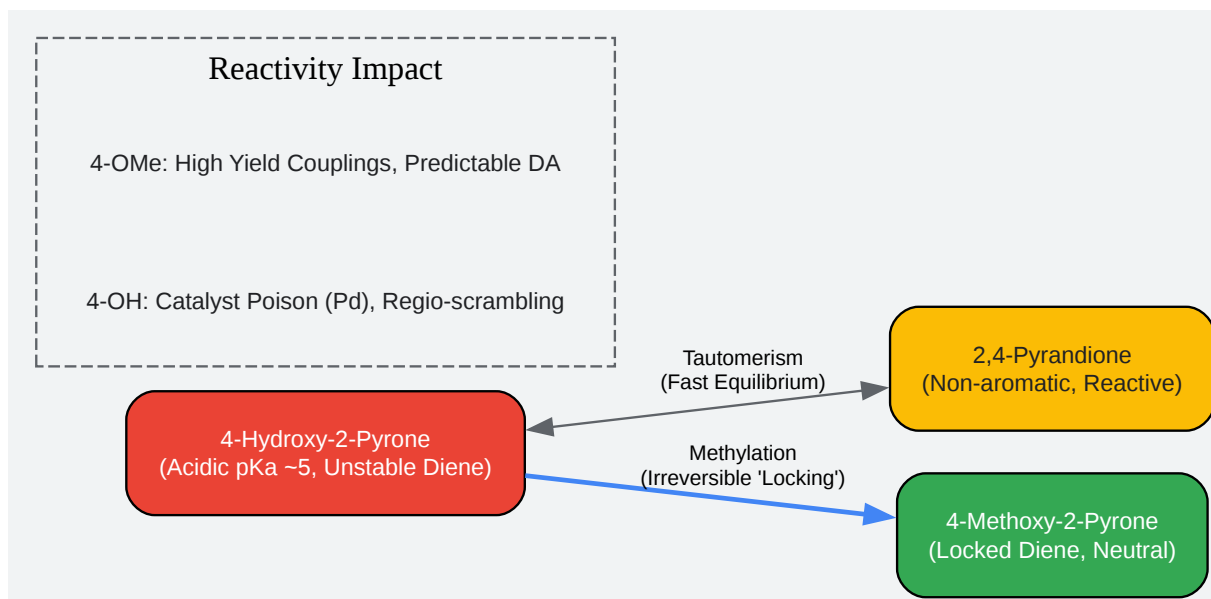 Reactivity Impact
4-OMe: High Yield Couplings, Predictable DA
4-OH: Catalyst Poison (Pd), Regio-scrambling
Tautomerism
(Fast Equilibrium)
2,4-Pyrandione
(Non-aromatic, Reactive)
4-Hydroxy-2-Pyrone
(Acidic pKa ~5, Unstable Diene)
Methylation
(Irreversible 'Locking')
4-Methoxy-2-Pyrone
(Locked Diene, Neutral)